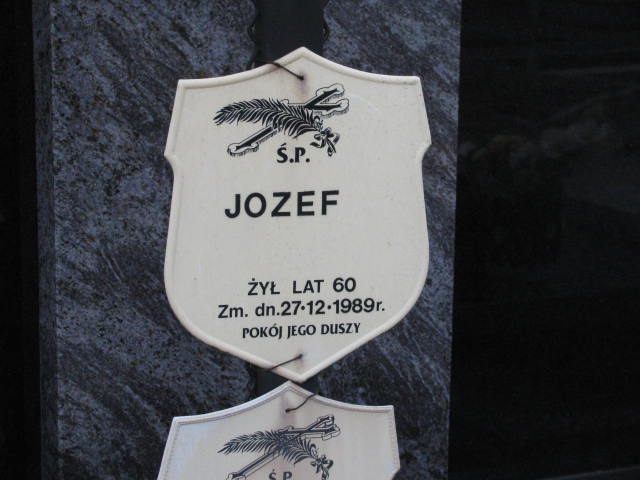 Ś.P.
JOZEF
ŻYŁ LAT 60
Zm. dn.27·12·1989r.
POKÓJ JEGO DUSZY
Ś.P.